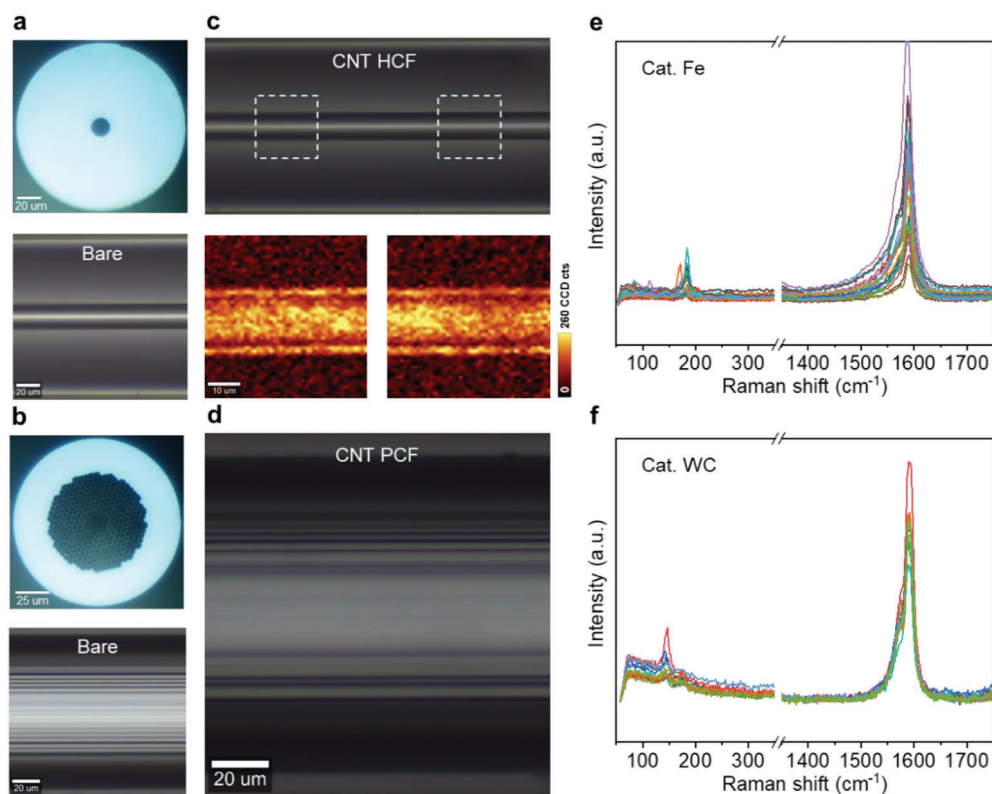 a
20 um
Bare
20 um
b
25 um
Bare
20 um
c
CNT HCF
10 um
0 260 CCD cts
d
CNT PCF
20 um
e
Cat. Fe
Intensity (a.u.)
100 200 300 1500 1600 1700
Raman shift (cm⁻¹)
f
Cat. WC
Intensity (a.u.)
100 200 300 1500 1600 1700
Raman shift (cm⁻¹)